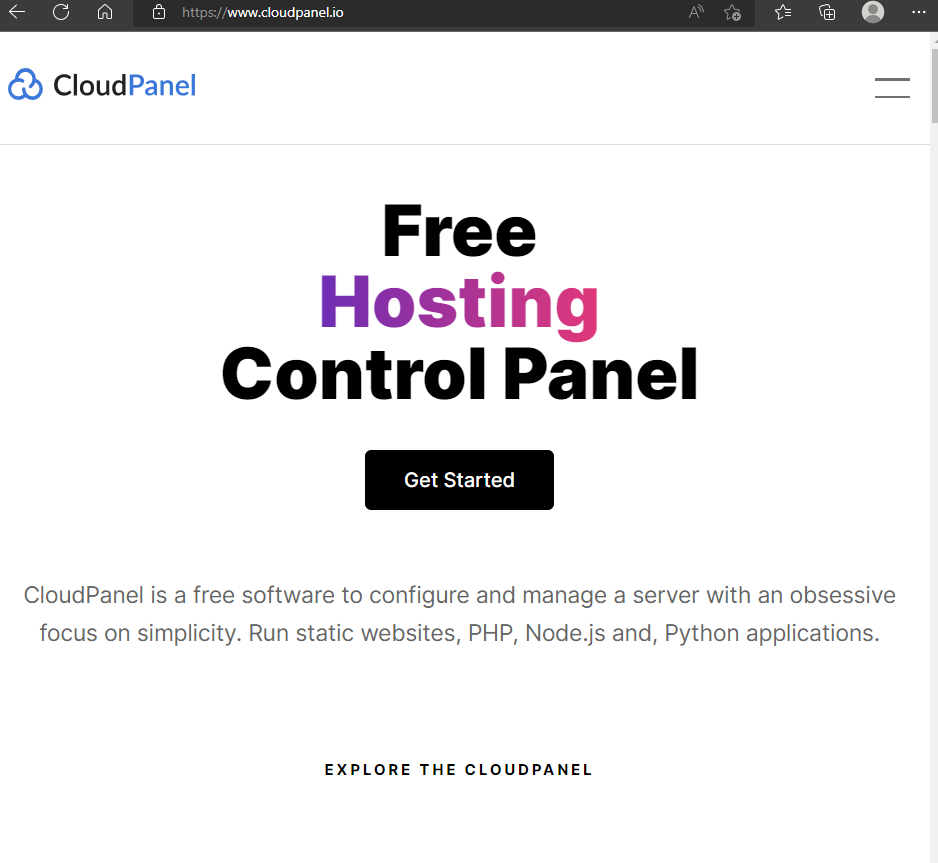 https://www.cloudpanel.io
CloudPanel
Free
Hosting
Control Panel
Get Started
CloudPanel is a free software to configure and manage a server with an obsessive
focus on simplicity. Run static websites, PHP, Node.js and, Python applications.
EXPLORE THE CLOUDPANEL